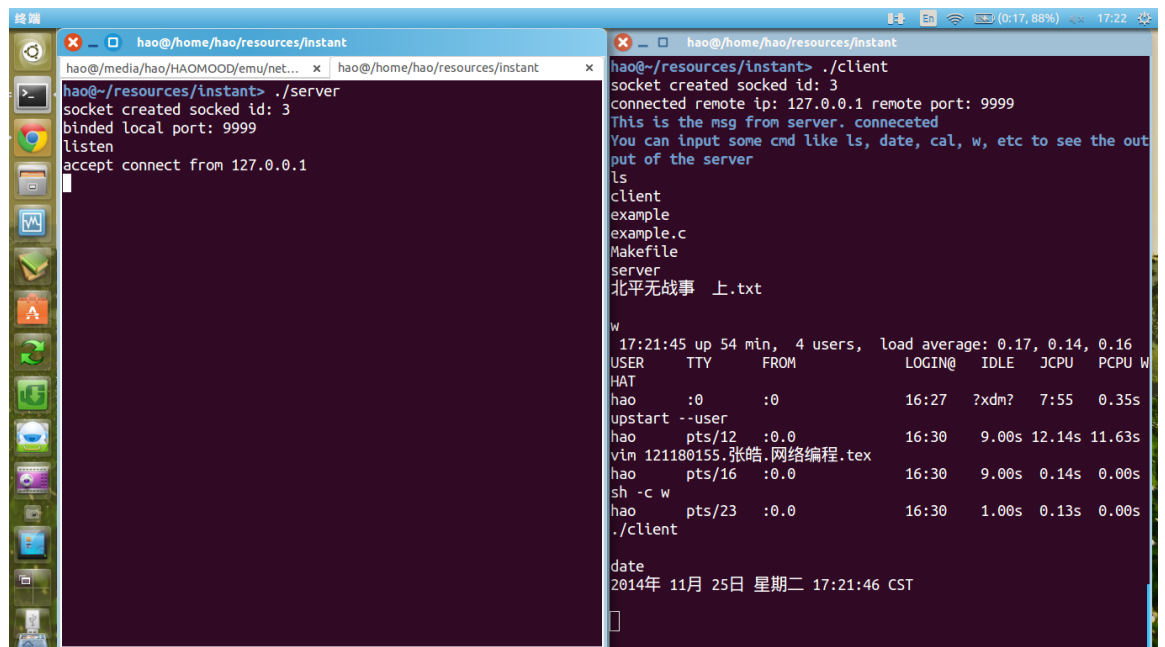 终端
En
(0:17, 88%)
17:22
hao@/home/hao/resources/instant
hao@/media/hao/HAOMOOD/emu/net... × hao@/home/hao/resources/instant ×
hao@~/resources/instant> ./server
socket created socked id: 3
binded local port: 9999
listen
accept connect from 127.0.0.1
hao@/home/hao/resources/instant
hao@~/resources/instant> ./client
socket created socked id: 3
connected remote ip: 127.0.0.1 remote port: 9999
This is the msg from server. conneceted
You can input some cmd like ls, date, cal, w, etc to see the out
put of the server
ls
client
example
example.c
Makefile
server
北平无战事 上.txt
w
17:21:45 up 54 min, 4 users, load average: 0.17, 0.14, 0.16
USER TTY FROM LOGIN@ IDLE JCPU PCPU W
HAT
hao :0 :0 16:27 ?xdm? 7:55 0.35s
upstart --user
hao pts/12 :0.0 16:30 9.00s 12.14s 11.63s
vim 121180155.张皓.网络编程.tex
hao pts/16 :0.0 16:30 9.00s 0.14s 0.00s
sh -c w
hao pts/23 :0.0 16:30 1.00s 0.13s 0.00s
./client
date
2014年 11月 25日 星期二 17:21:46 CST